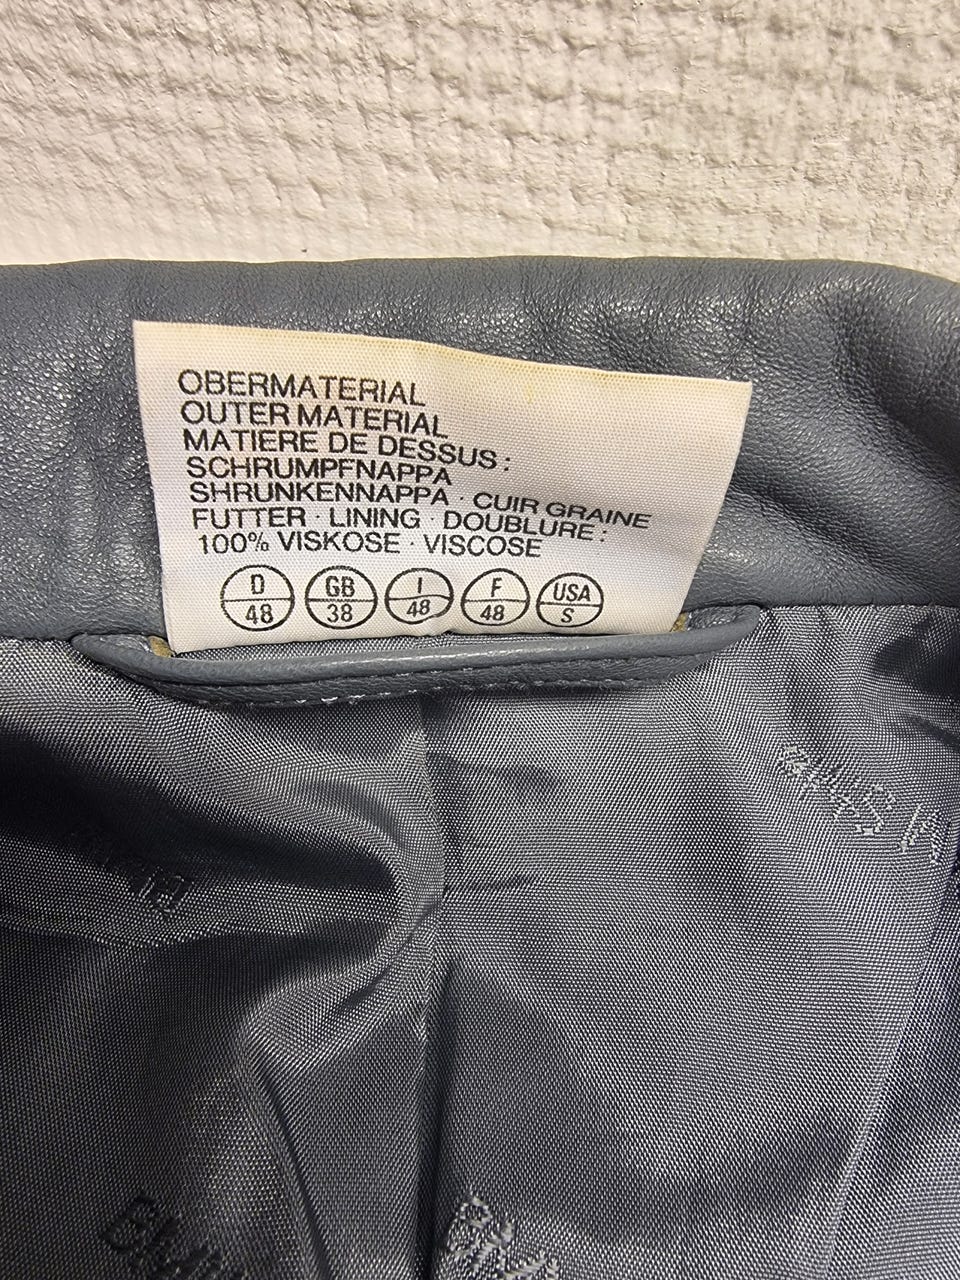 OBERMATERIAL
OUTER MATERIAL
MATIERE DE DESSUS :
SCHRUMPFNAPPA
SHRUNKENNAPPA · CUIR GRAINE
FUTTER · LINING · DOUBLURE :
100% VISKOSE · VISCOSE
D GB I F USA
48 38 48 48 S